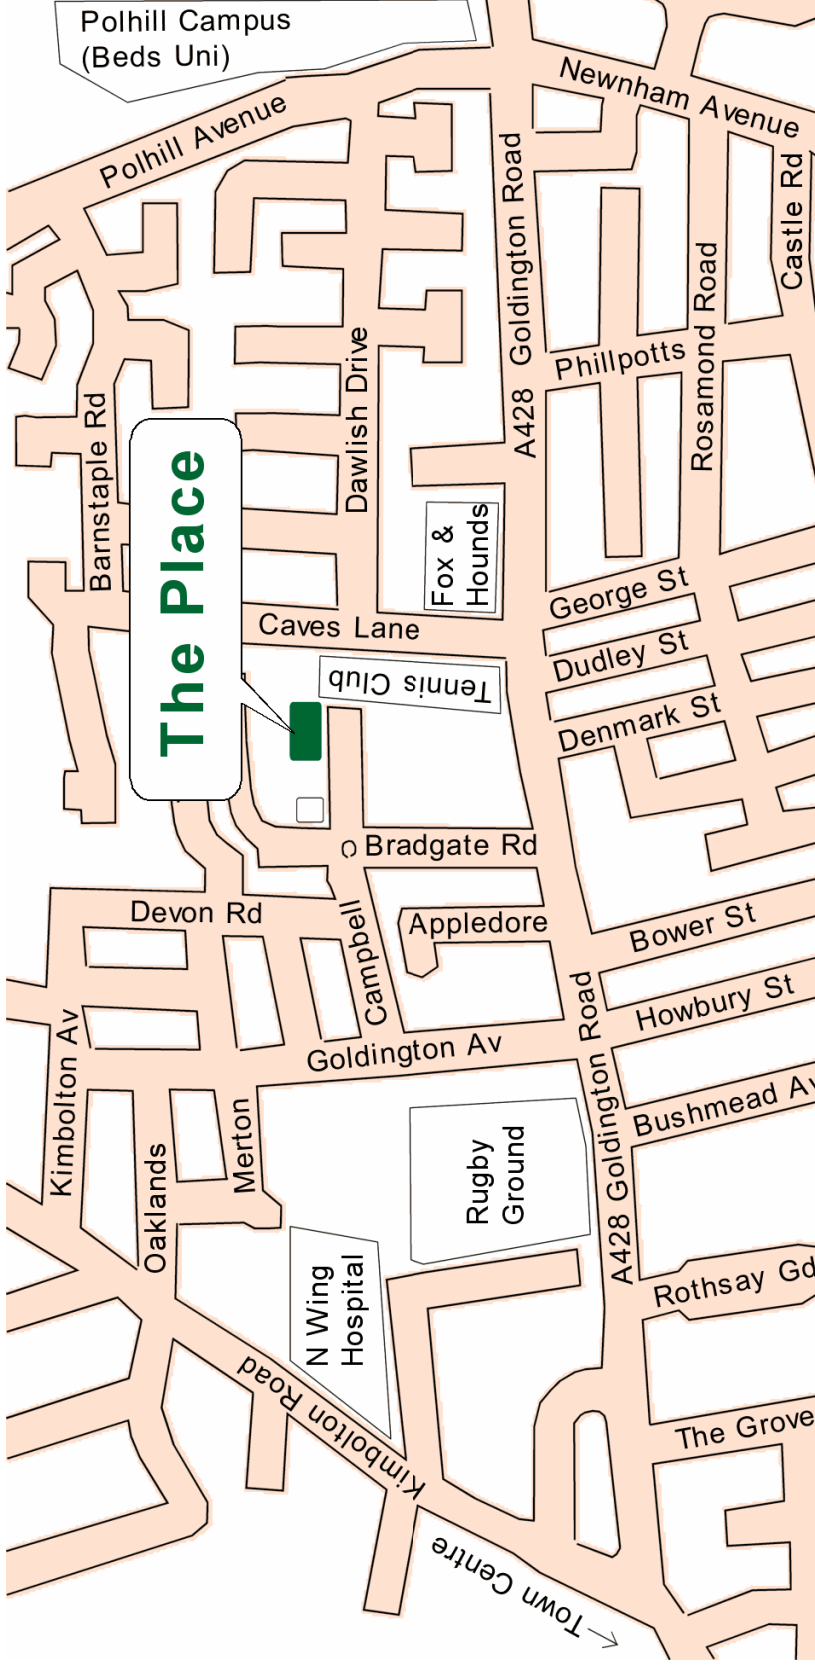 Polhill Campus
(Beds Uni)
Newnham Avenue
Polhill Avenue
A428 Goldington Road
Castle Rd
Rosamond Road
Phillpotts
Dawlish Drive
Barnstaple Rd
The Place
Fox &
Hounds
George St
Caves Lane
Dudley St
Tennis Club
Denmark St
Bradgate Rd
Devon Rd
Appledore
Bower St
Campbell
Howbury St
Goldington Av
Kimbolton Av
Bushmead Av
A428 Goldington Road
Merton
Oaklands
Rugby
Ground
N Wing
Hospital
Rothsay Gd
Kimbolton Road
The Grove
Town Centre